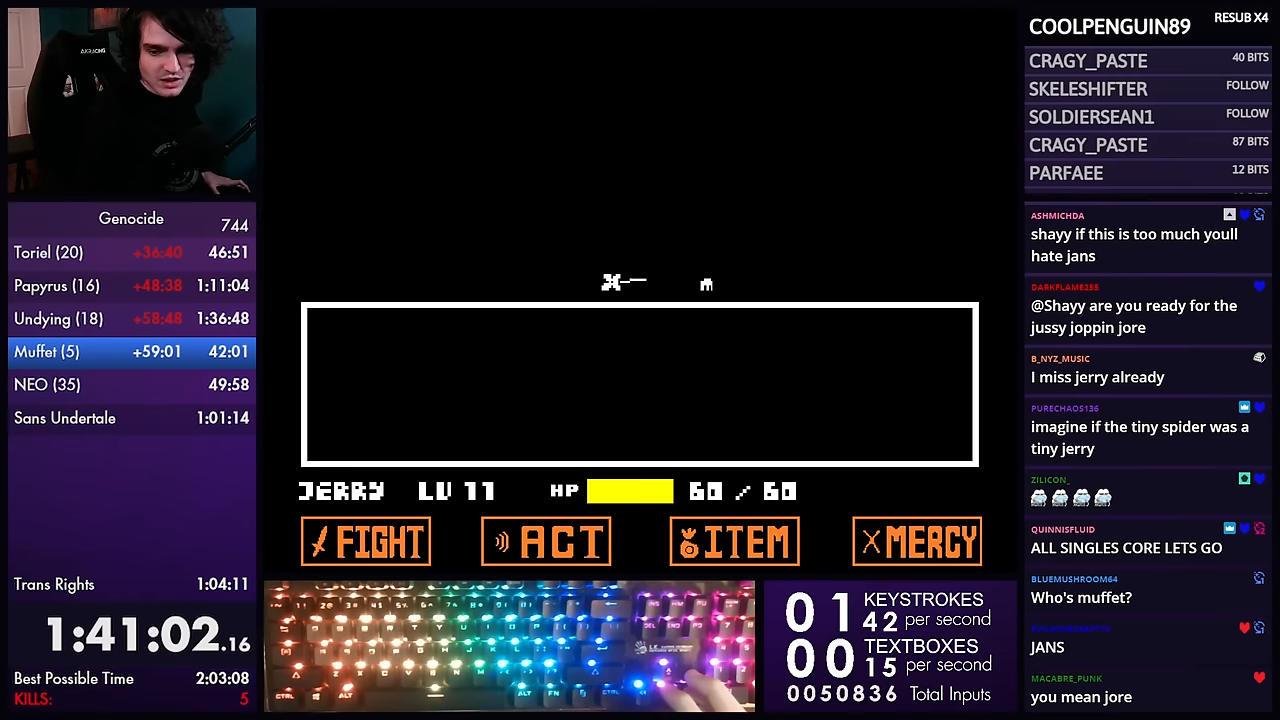 AKRACING
Genocide
744
Toriel (20) +36:40 46:51
Papyrus (16) +48:38 1:11:04
Undying (18) +58:48 1:36:48
Muffet (5) +59:01 42:01
NEO (35) 49:58
Sans Undertale 1:01:14
Trans Rights 1:04:11
1:41:02.16
Best Possible Time 2:03:08
KILLS: 5
JERRY LV 11 HP 60 / 60
FIGHT ACT ITEM MERCY
01 42 KEYSTROKES per second
00 15 TEXTBOXES per second
0050836 Total Inputs
COOLPENGUIN89 RESUB X4
CRAGY_PASTE 40 BITS
SKELESHIFTER FOLLOW
SOLDIERSEAN1 FOLLOW
CRAGY_PASTE 87 BITS
PARFAEE 12 BITS
ASHMICHDA
shayy if this is too much youll
hate jans
DARKFLAME255
@Shayy are you ready for the
jussy joppin jore
B_NYZ_MUSIC
I miss jerry already
PURECHAOS136
imagine if the tiny spider was a
tiny jerry
ZILICON_
QUINNISFLUID
ALL SINGLES CORE LETS GO
BLUEMUSHROOM64
Who's muffet?
JANS
MACABRE_PUNK
you mean jore